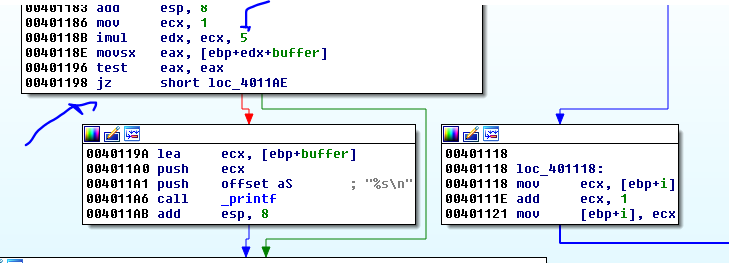 00401183 add esp, 8
00401186 mov ecx, 1
0040118B imul edx, ecx, 5
0040118E movsx eax, [ebp+edx+buffer]
00401196 test eax, eax
00401198 jz short loc_4011AE
0040119A lea ecx, [ebp+buffer]
004011A0 push ecx
004011A1 push offset aS ; "%s\n"
004011A6 call _printf
004011AB add esp, 8
00401118
00401118 loc_401118:
00401118 mov ecx, [ebp+i]
0040111E add ecx, 1
00401121 mov [ebp+i], ecx